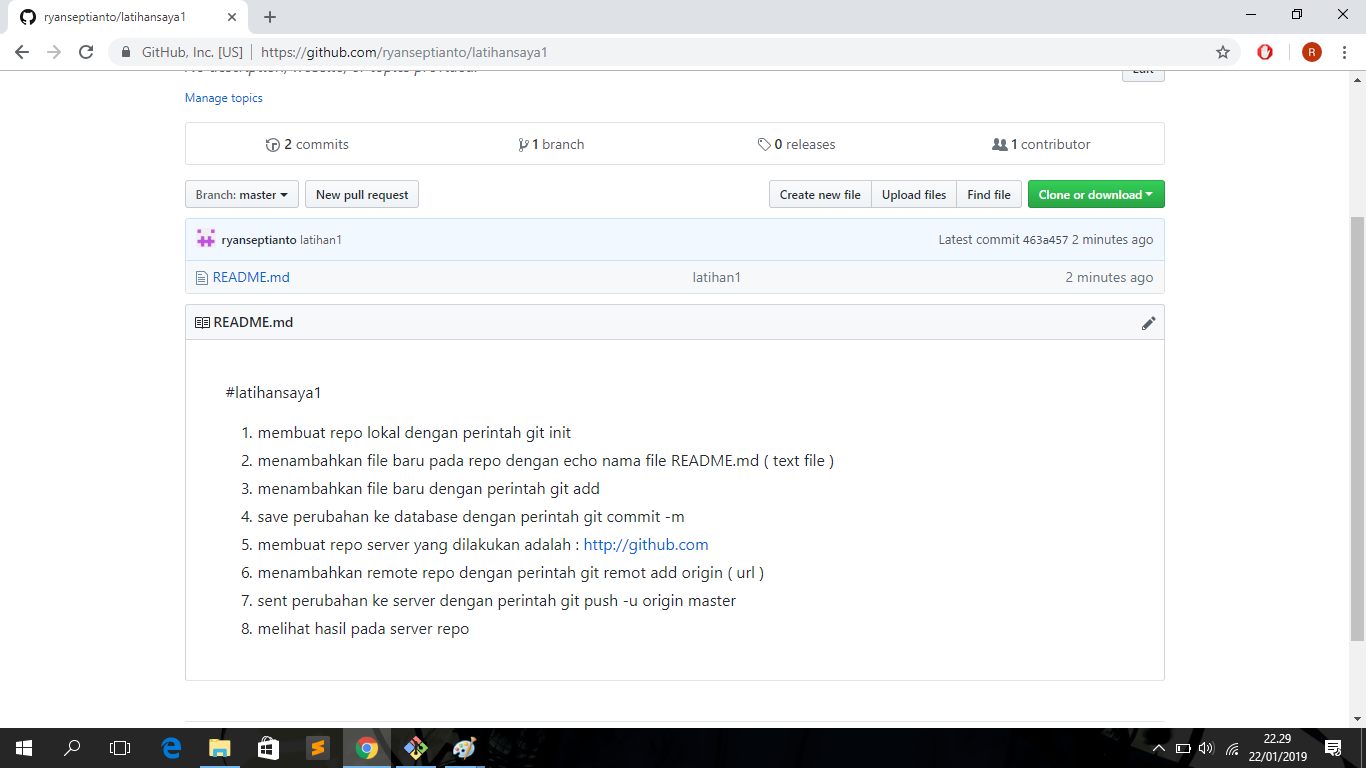 ryanseptianto/latihansaya1
GitHub, Inc. [US] https://github.com/ryanseptianto/latihansaya1
R
No description, website, or topics provided.
Edit
Manage topics
2 commits 1 branch 0 releases 1 contributor
Branch: master New pull request Create new file Upload files Find file Clone or download
ryanseptianto latihan1 Latest commit 463a457 2 minutes ago
README.md latihan1 2 minutes ago
README.md
#latihansaya1
1. membuat repo lokal dengan perintah git init
2. menambahkan file baru pada repo dengan echo nama file README.md ( text file )
3. menambahkan file baru dengan perintah git add
4. save perubahan ke database dengan perintah git commit -m
5. membuat repo server yang dilakukan adalah : http://github.com
6. menambahkan remote repo dengan perintah git remot add origin ( url )
7. sent perubahan ke server dengan perintah git push -u origin master
8. melihat hasil pada server repo
22.29
22/01/2019